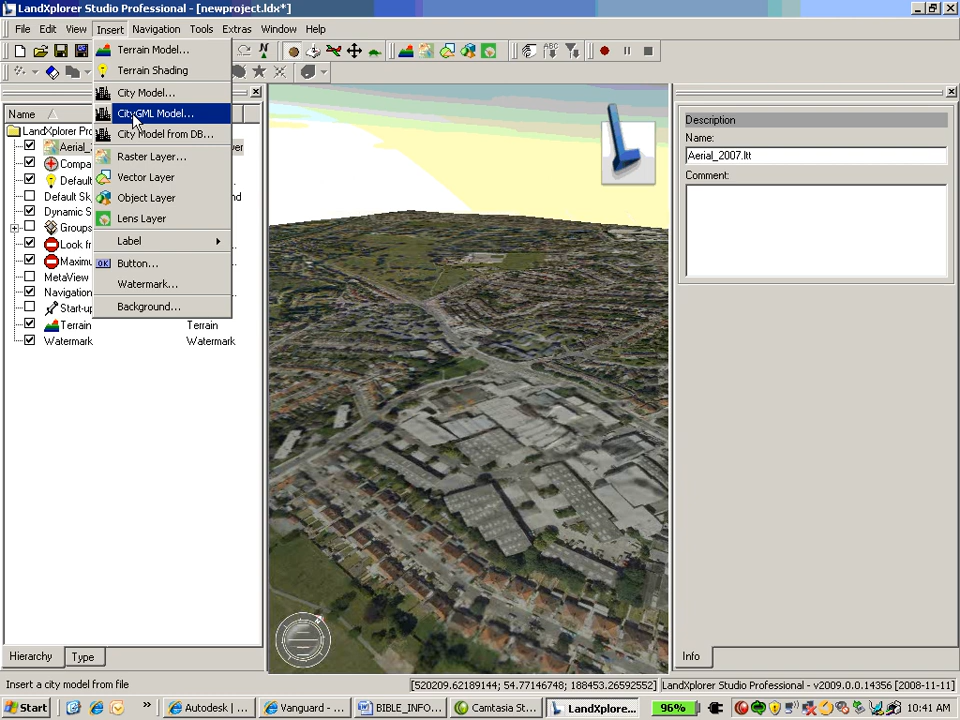 LandXplorer Studio Professional - [newproject.ldx*]
File Edit View Insert Navigation Tools Extras Window Help
Terrain Model...
Terrain Shading
City Model...
CityGML Model...
City Model from DB...
Raster Layer...
Vector Layer
Object Layer
Lens Layer
Label
OK Button...
Watermark...
Background...
ABC
Name
LandXplorer Pro
Aerial_
Compa
Default
Default Sk
Dynamic S
Groups
Look fr
Maximu
MetaView
Navigation
Start-up
Terrain Terrain
Watermark Watermark
Hierarchy Type
N
Description
Name:
Aerial_2007.ltt
Comment:
Info
Insert a city model from file
[520209.62189144; 54.77146748; 188453.26592552]
LandXplorer Studio Professional - v2009.0.0.14356 [2008-11-11]
Start
Autodesk | ...
Vanguard - ...
BIBLE_INFO...
Camtasia St...
LandXplore...
96%
10:41 AM